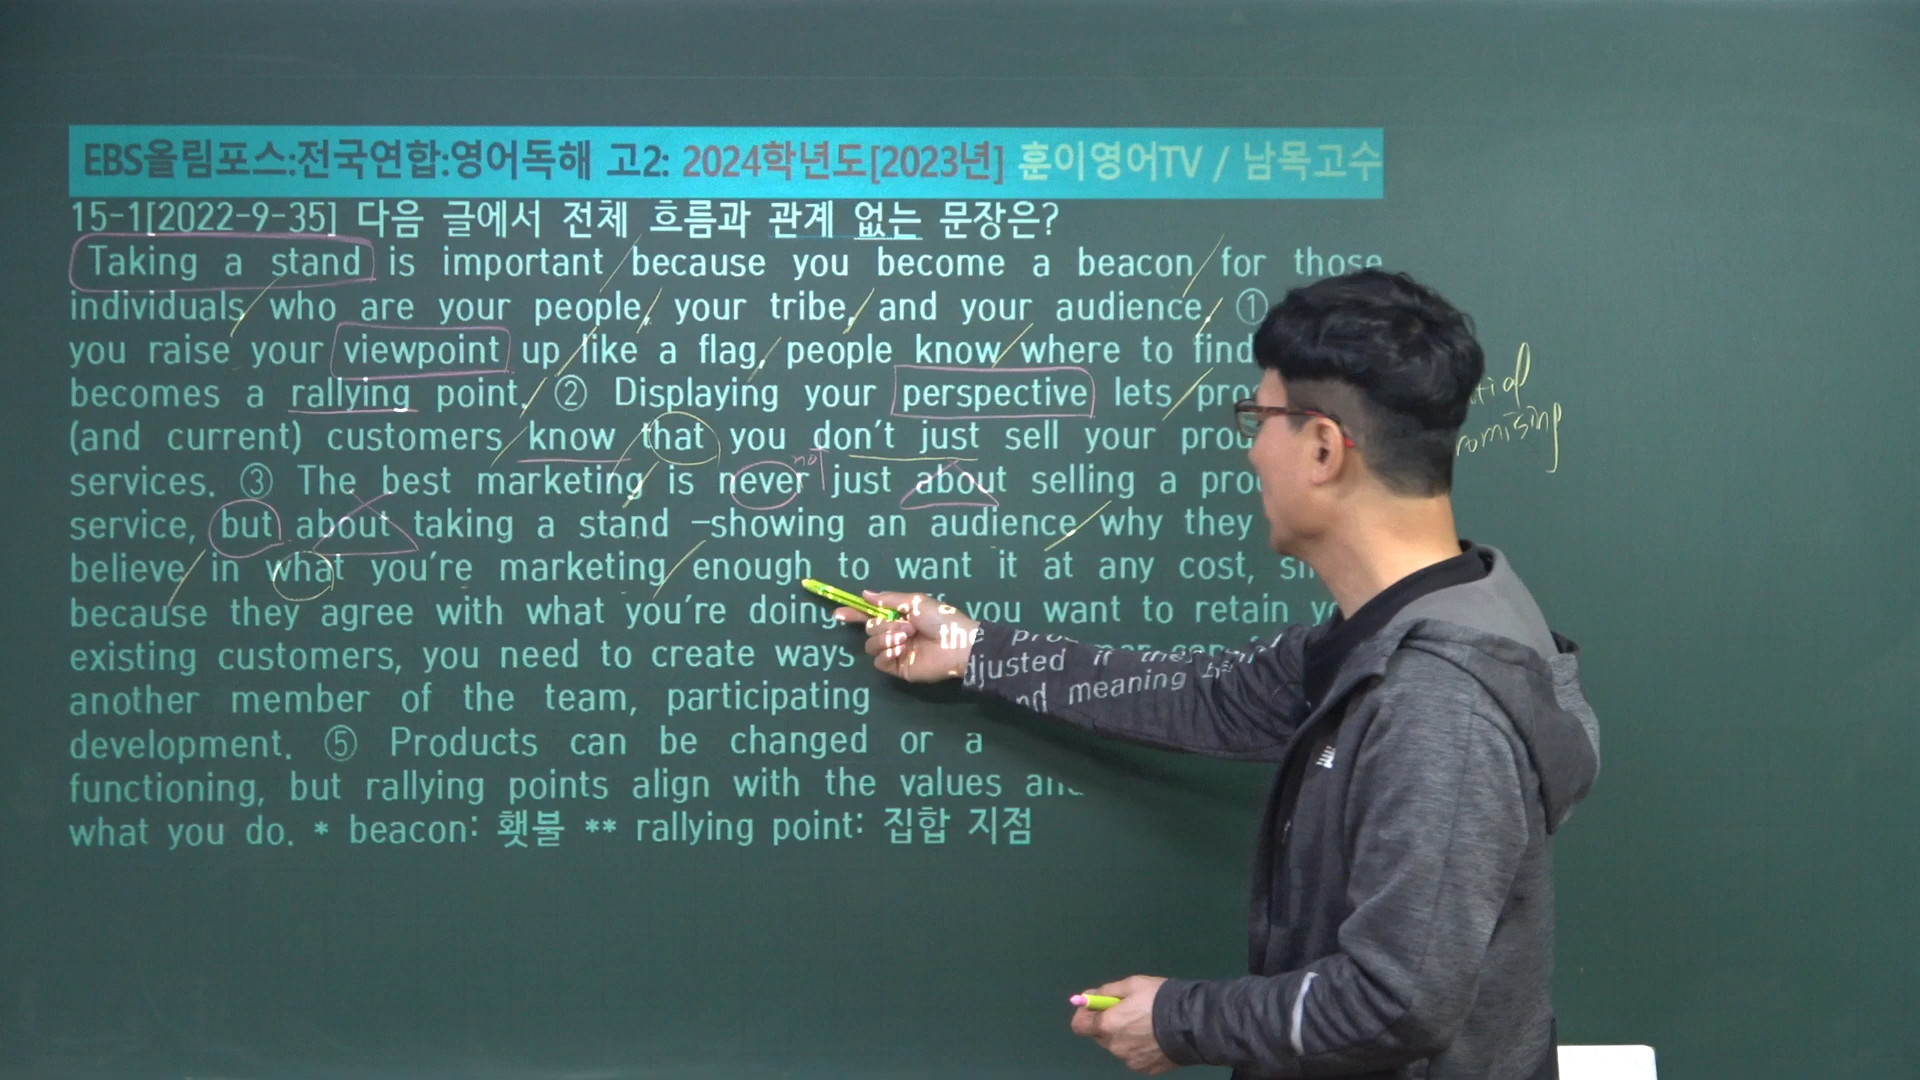 EBS올림포스:전국연합:영어독해 고2: 2024학년도[2023년] 훈이영어TV / 남목고수
15-1[2022-9-35] 다음 글에서 전체 흐름과 관계 없는 문장은?
Taking a stand is important because you become a beacon for those
individuals who are your people, your tribe, and your audience. ①
you raise your viewpoint up like a flag, people know where to find
becomes a rallying point. ② Displaying your perspective lets
(and current) customers know that you don't just sell your
services. ③ The best marketing is never just about selling a
not
service, but about taking a stand –showing an audience why they
believe in what you're marketing enough to want it at any cost,
because they agree with what you're doing. you want to retain
existing customers, you need to create ways
another member of the team, participating in the
development. ⑤ Products can be changed or
functioning, but rallying points align with the values and meaning
what you do. * beacon: 횃불 ** rallying point: 집합 지점